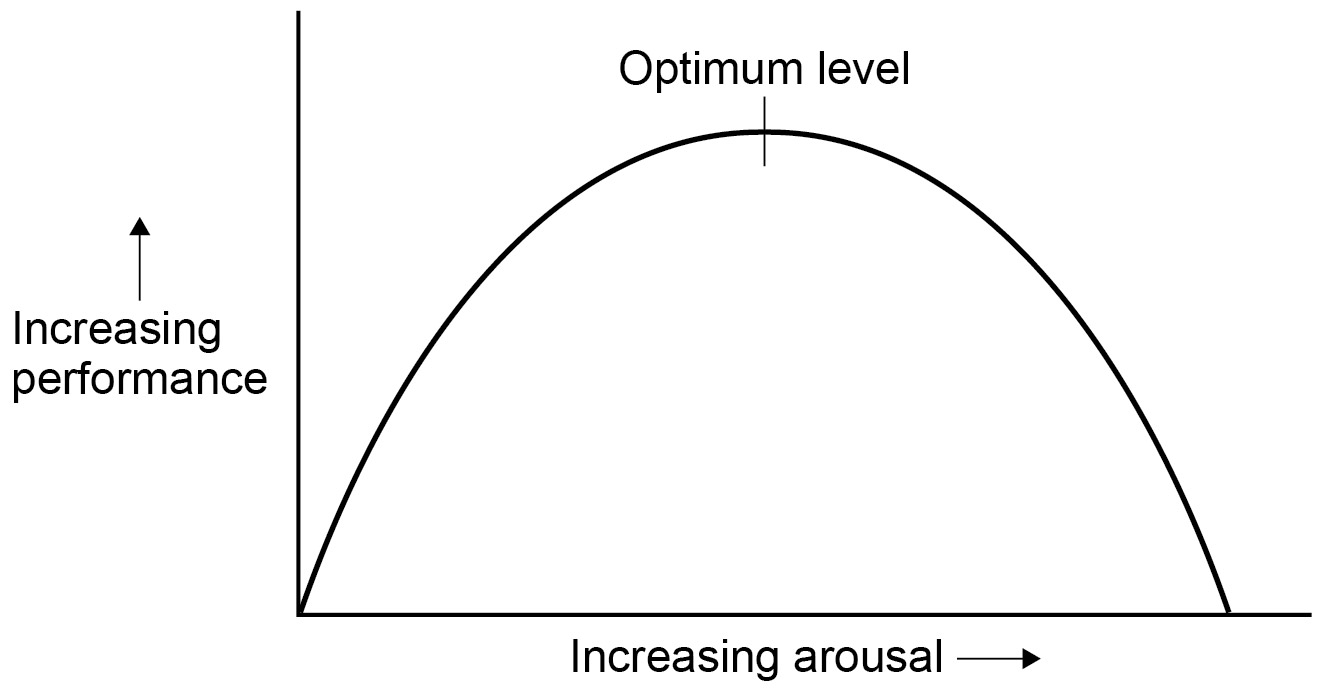 Optimum level
Increasing
performance
Increasing arousal